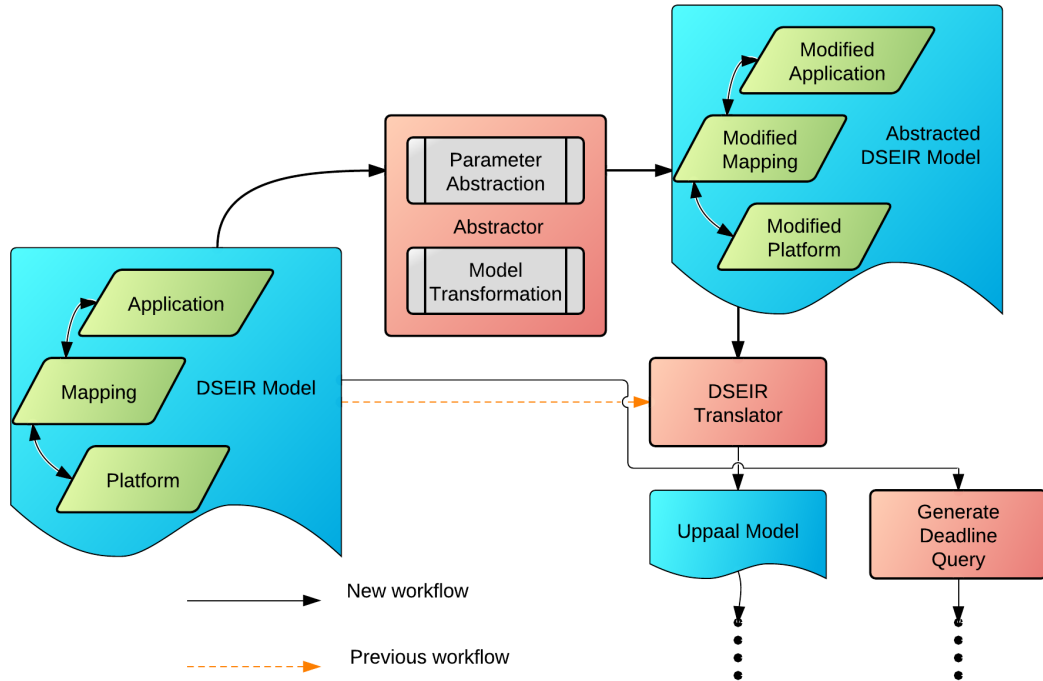 Modified
Application
Modified
Mapping
Abstracted
DSEIR Model
Modified
Platform
Parameter
Abstraction
Abstractor
Model
Transformation
Application
Mapping
DSEIR Model
Platform
DSEIR
Translator
Uppaal Model
Generate
Deadline
Query
New workflow
Previous workflow